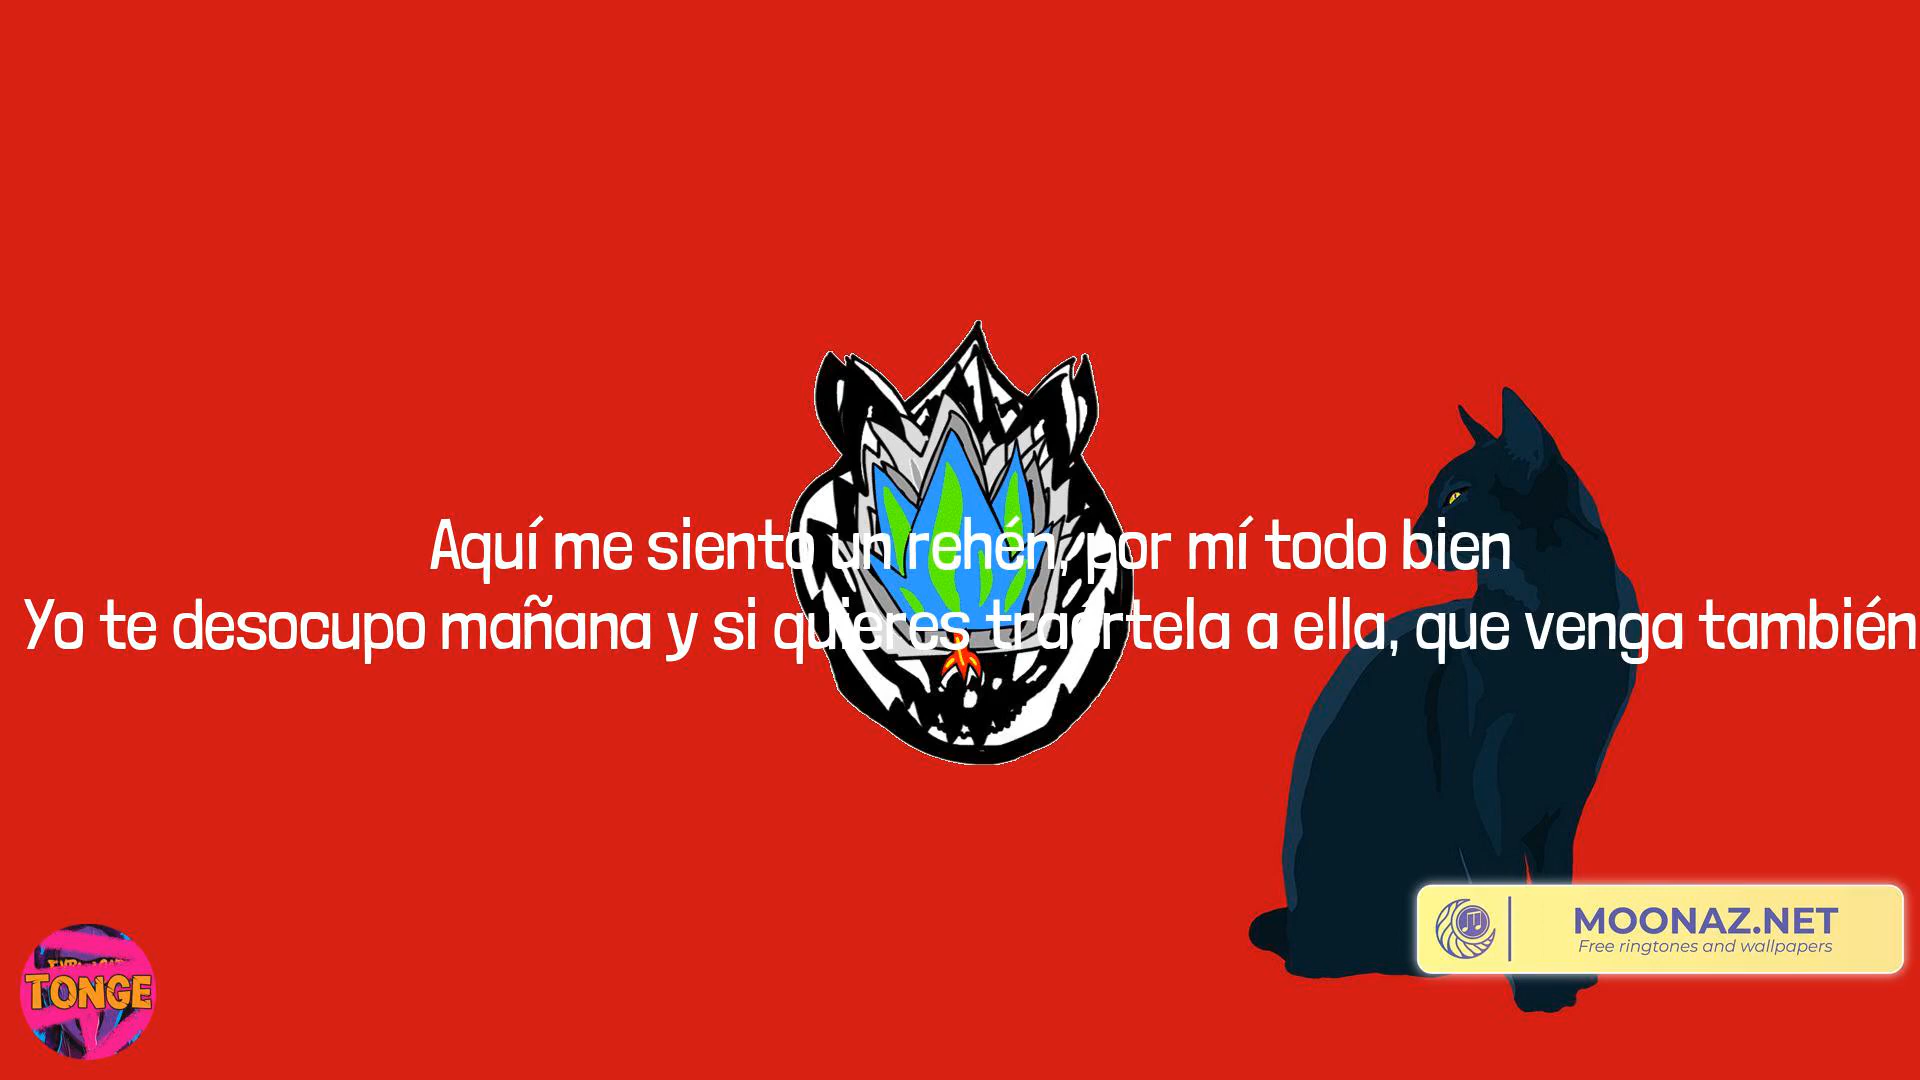 Aquí me siento un rehén, por mí todo bien
Yo te desocupo mañana y si quieres traértela a ella, que venga también
MOONAZ.NET
Free ringtones and wallpapers
TONGE